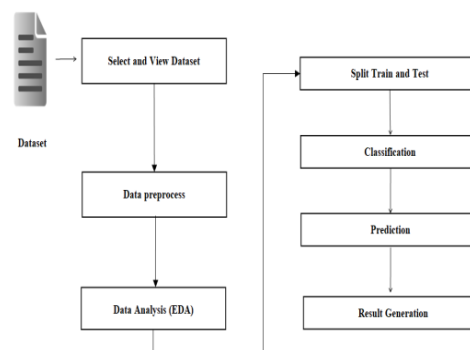 Dataset
Select and View Dataset
Data preprocess
Data Analysis (EDA)
Split Train and Test
Classification
Prediction
Result Generation